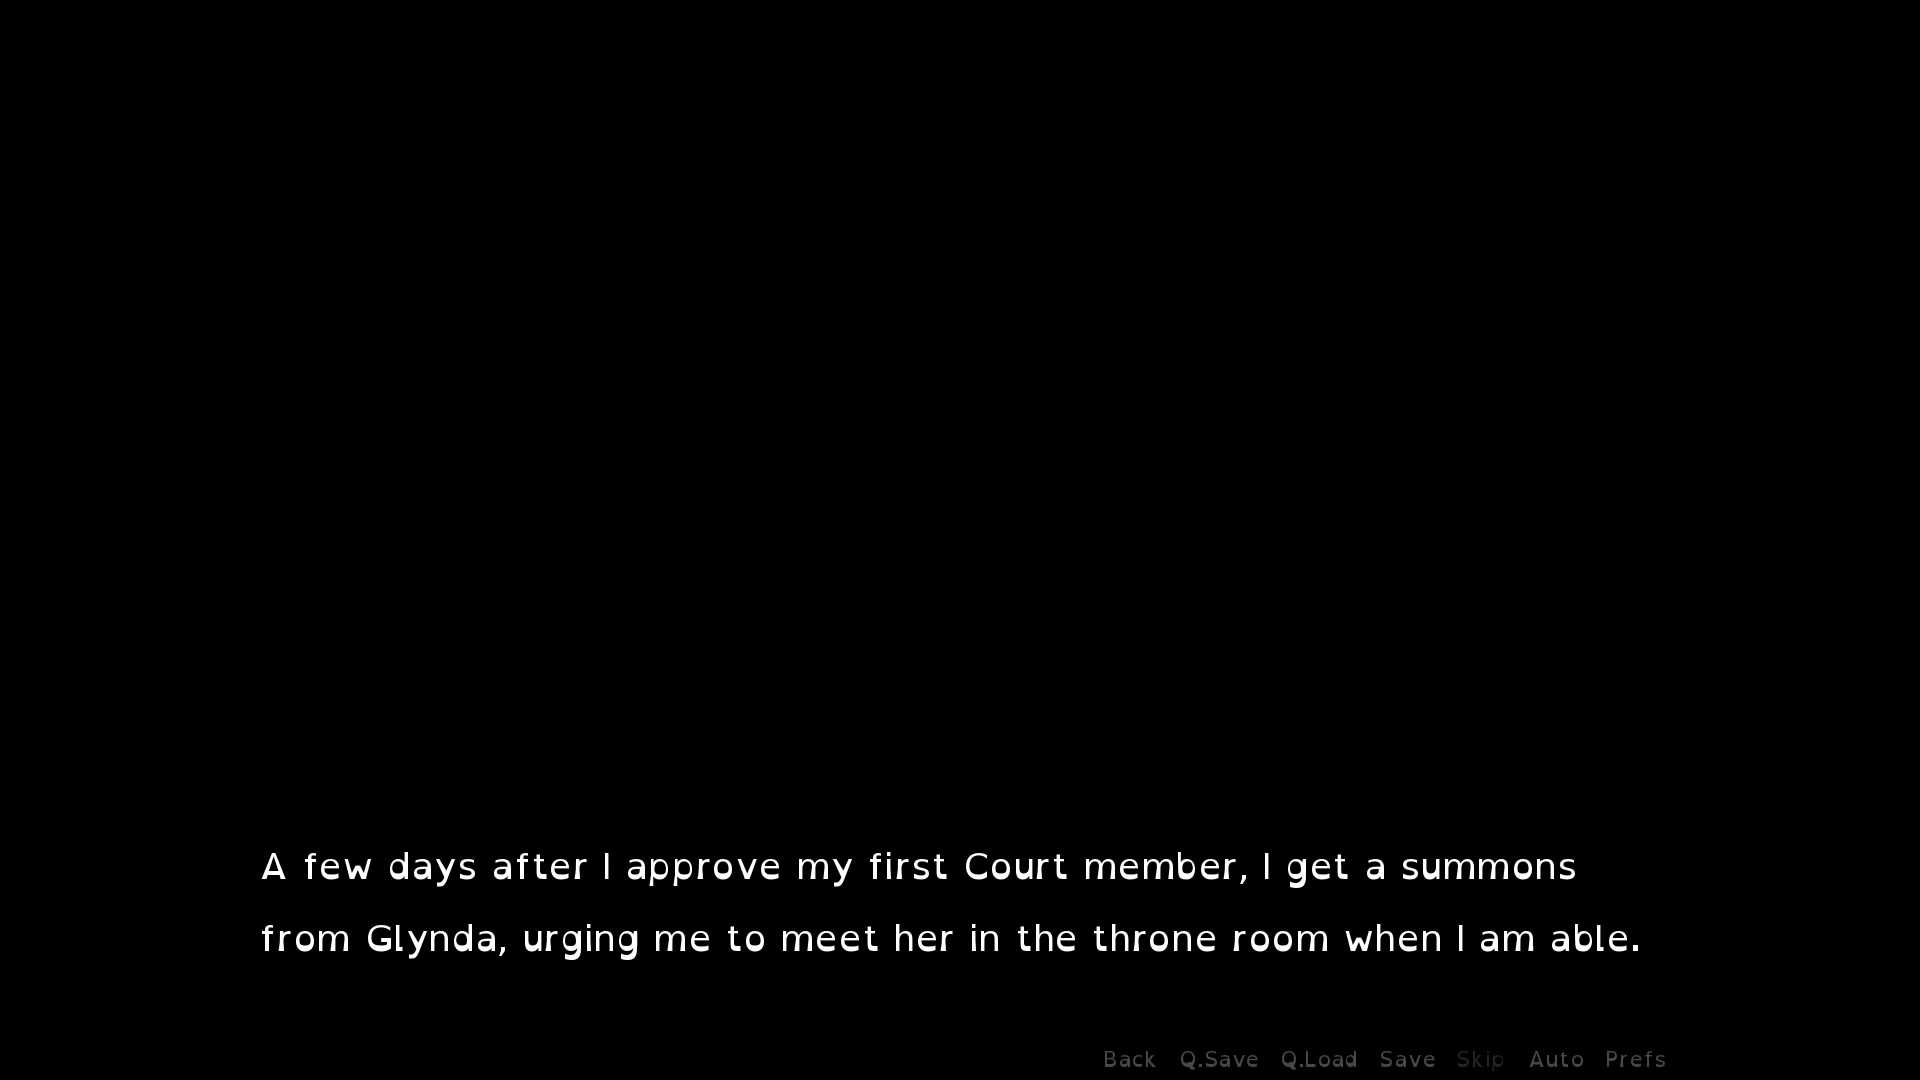 A few days after I approve my first Court member, I get a summons
from Glynda, urging me to meet her in the throne room when I am able.
Back Q.Save Q.Load Save Skip Auto Prefs